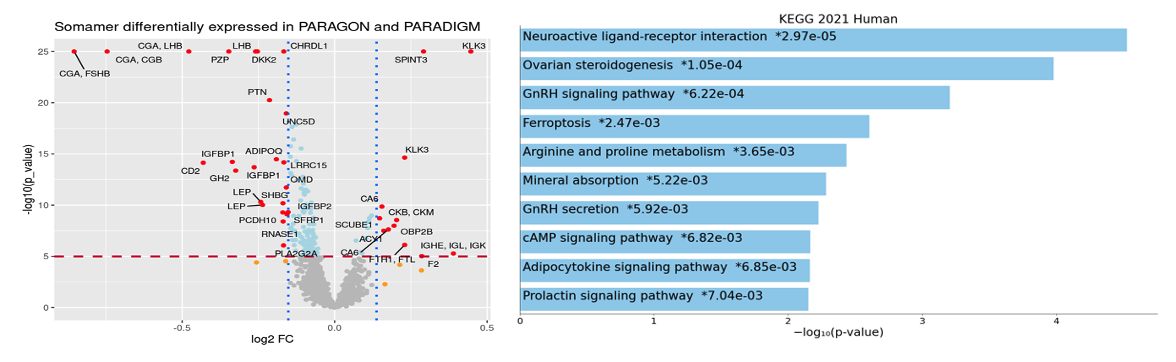 Somamer differentially expressed in PARAGON and PARADIGM
-log10(p_value)
25
20
15
10
5
0
CGA, LHB
LHB
CHRDL1
KLK3
CGA, CGB
PZP
DKK2
SPINT3
CGA, FSHB
PTN
UNC5D
IGFBP1
ADIPOQ
KLK3
CD2
LRRC15
GH2
IGFBP1
OMD
LEP
SHBG
CA6
LEP
IGFBP2
CKB, CKM
PCDH10
SFRP1
SCUBE1
RNASE1
ACY1
OBP2B
PLA2G2A
CA6
IGHE, IGL, IGK
FTH1, FTL
F2
-0.5
0.0
0.5
log2 FC
KEGG 2021 Human
Neuroactive ligand-receptor interaction *2.97e-05
Ovarian steroidogenesis *1.05e-04
GnRH signaling pathway *6.22e-04
Ferroptosis *2.47e-03
Arginine and proline metabolism *3.65e-03
Mineral absorption *5.22e-03
GnRH secretion *5.92e-03
cAMP signaling pathway *6.82e-03
Adipocytokine signaling pathway *6.85e-03
Prolactin signaling pathway *7.04e-03
0
1
2
3
4
−log₁₀(p-value)